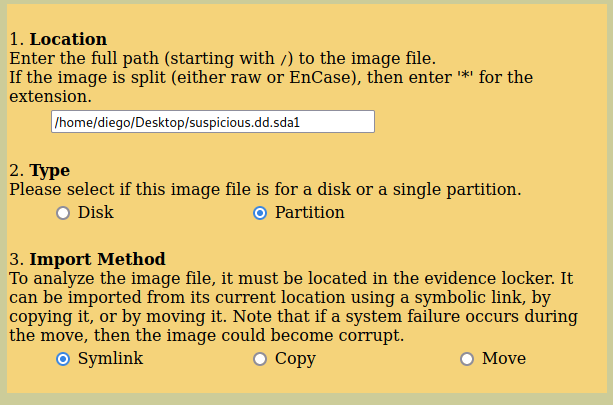 1. Location
Enter the full path (starting with /) to the image file.
If the image is split (either raw or EnCase), then enter '*' for the
extension.
/home/diego/Desktop/suspicious.dd.sda1
2. Type
Please select if this image file is for a disk or a single partition.
Disk Partition
3. Import Method
To analyze the image file, it must be located in the evidence locker. It
can be imported from its current location using a symbolic link, by
copying it, or by moving it. Note that if a system failure occurs during
the move, then the image could become corrupt.
Symlink Copy Move